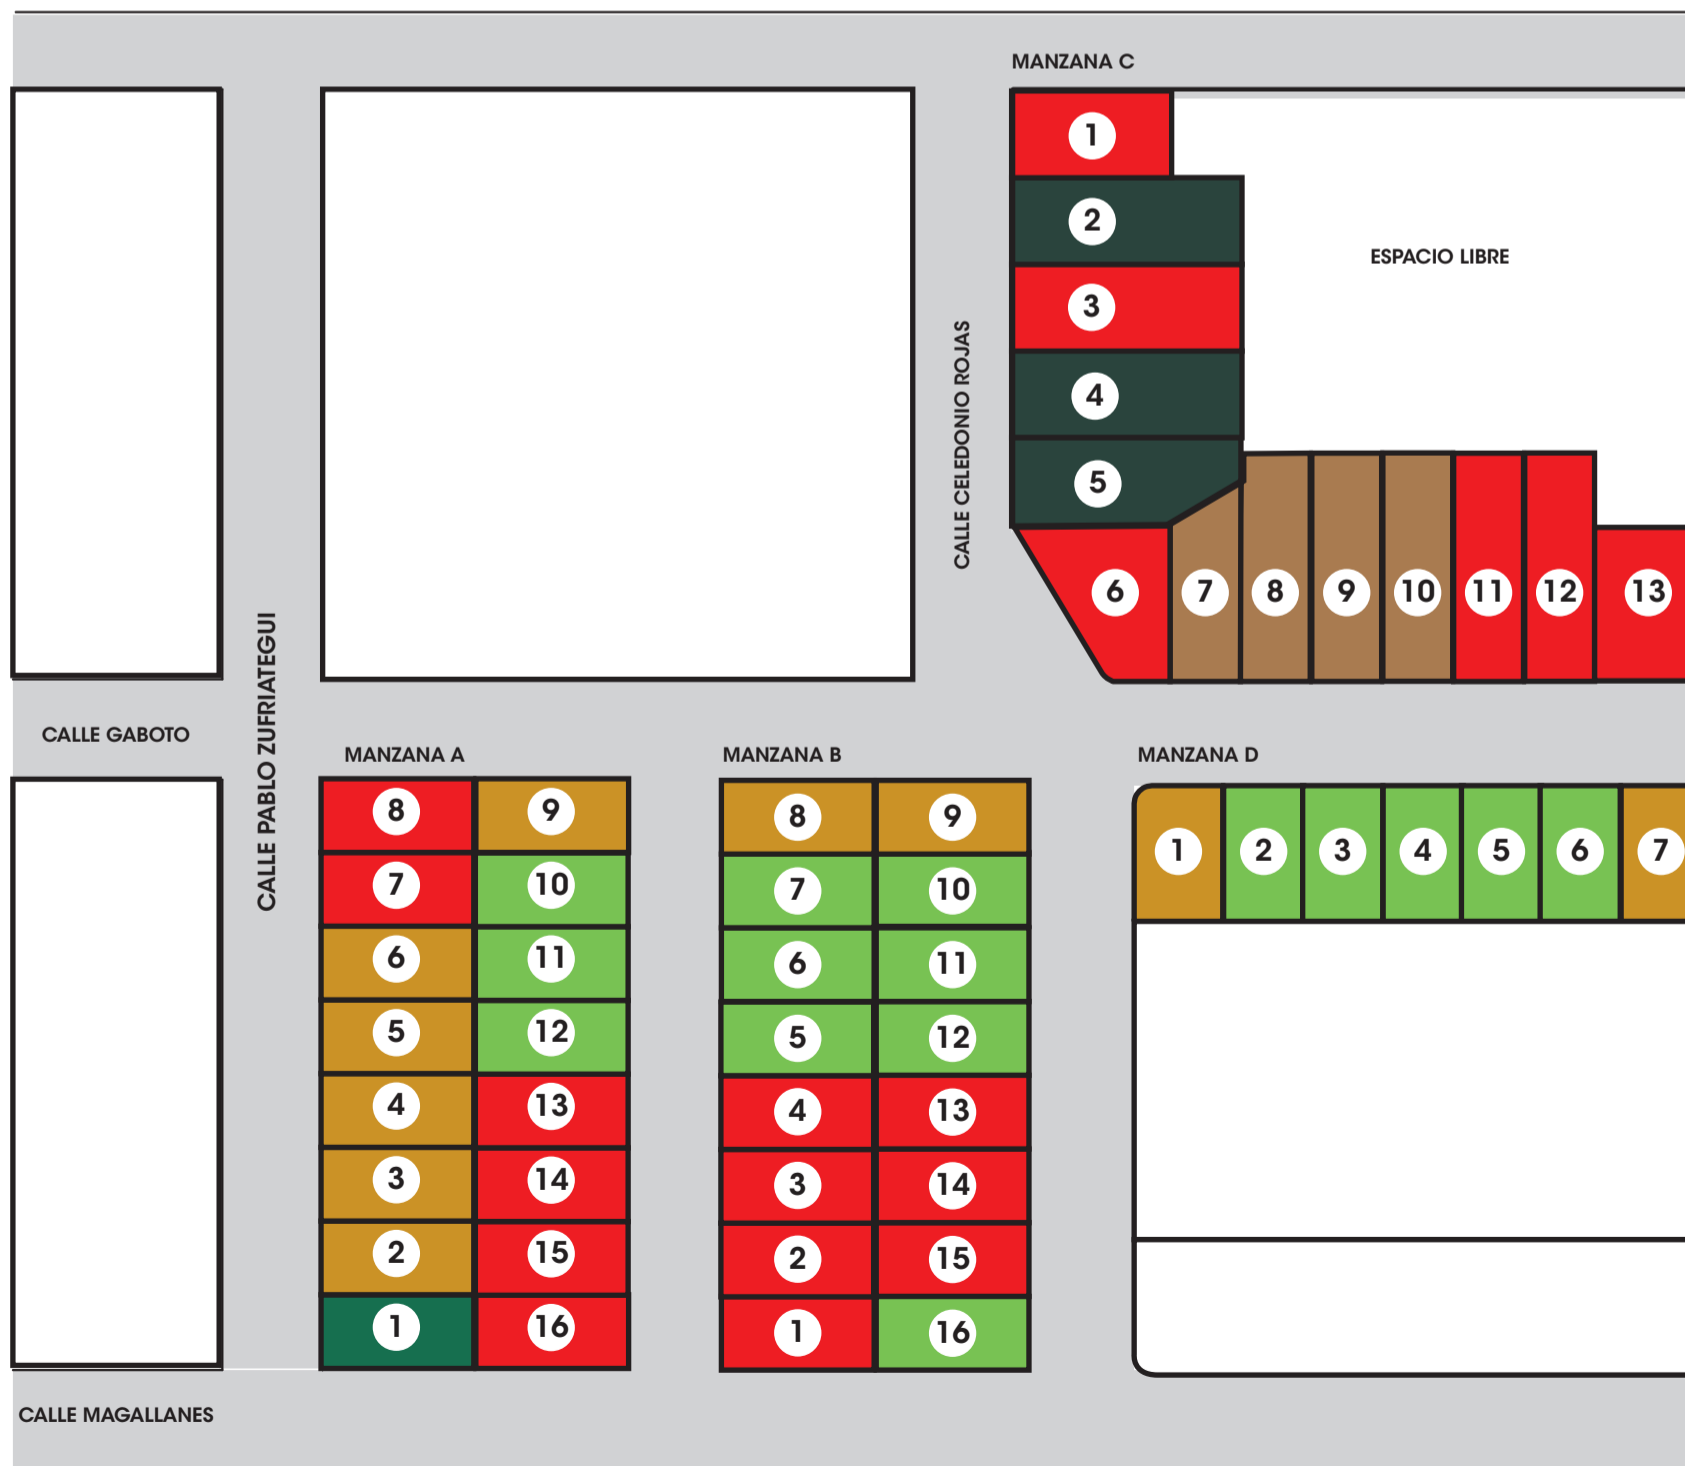 MANZANA C
1
2
ESPACIO LIBRE
3
4
5
CALLE CELEDONIO ROJAS
6 7 8 9 10 11 12 13
CALLE GABOTO
CALLE PABLO ZUFRIATEGUI
MANZANA A
8 9
7 10
6 11
5 12
4 13
3 14
2 15
1 16
MANZANA B
8 9
7 10
6 11
5 12
4 13
3 14
2 15
1 16
MANZANA D
1 2 3 4 5 6 7
CALLE MAGALLANES